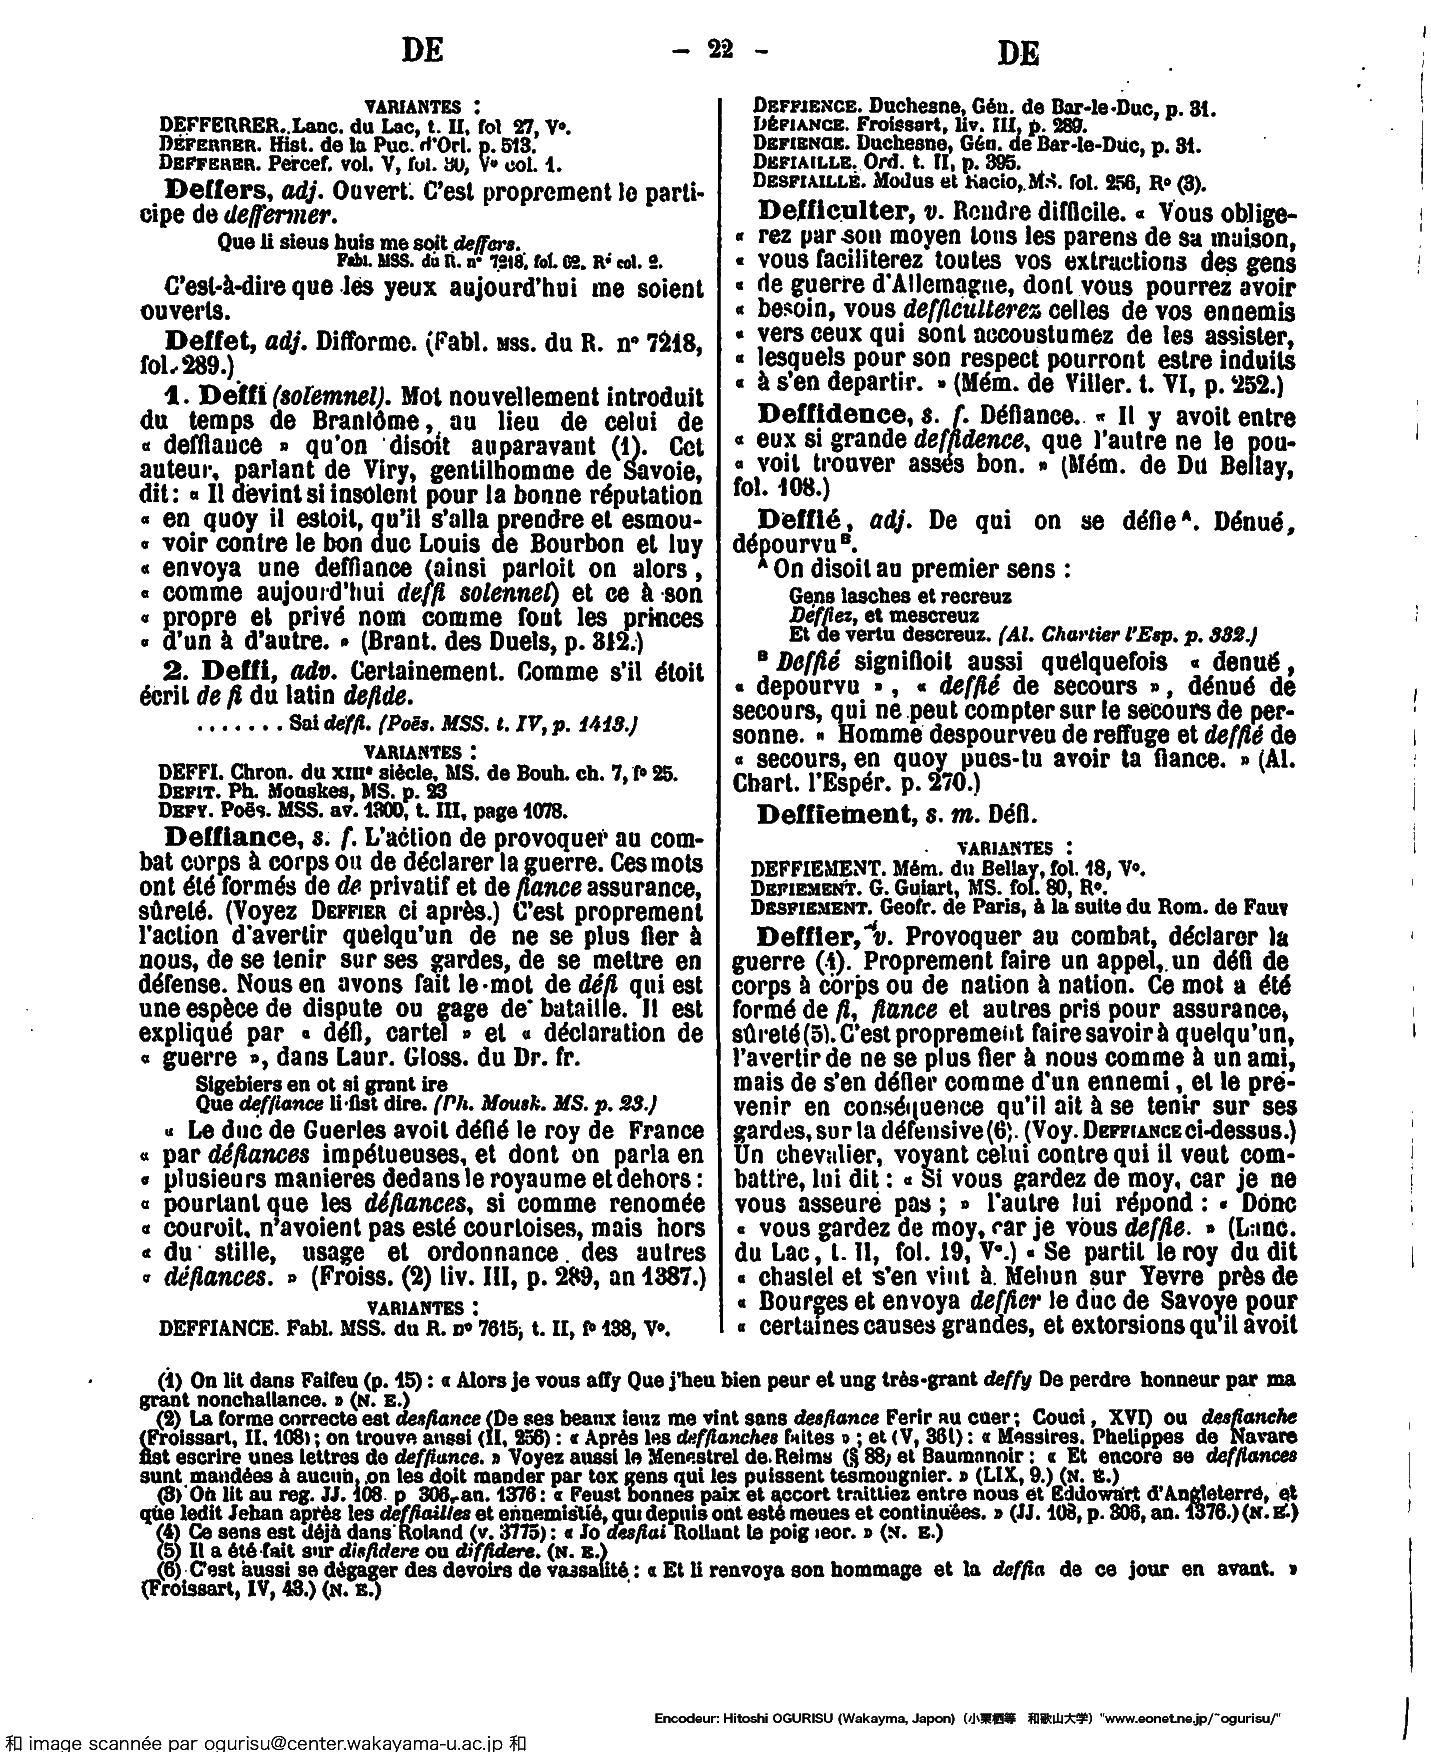 DE
— 22 —
DE
VARIANTES :
DEFFERRER. Lanc. du Lac, t. II, fol 27, V°.
DÉFERRER. Hist. de la Puc. d'Orl. p. 513.
DEFFERER. Percef. vol. V, fol. 30, V° col. 1.
Deffers, adj. Ouvert. C'est proprement le parti-
cipe de deffermer.
Que li sieus huis me soit deffers.
Fabl. MSS. du R. n° 7218, fol. 62, R° col. 2.
C'est-à-dire que les yeux aujourd'hui me soient
ouverts.
Deffet, adj. Difforme. (Fabl. MSS. du R. n° 7218,
fol. 289.)
1. Deffi (solemnel). Mot nouvellement introduit
du temps de Brantôme, au lieu de celui de
« deffiance » qu'on disoit auparavant (1). Cet
auteur, parlant de Viry, gentilhomme de Savoie,
dit : « Il devint si insolent pour la bonne réputation
« en quoy il estoit, qu'il s'alla prendre et esmou-
« voir contre le bon duc Louis de Bourbon et luy
« envoya une deffiance (ainsi parloit on alors,
« comme aujourd'hui deffi solennel) et ce à son
« propre et privé nom comme font les princes
« d'un à d'autre. » (Brant. des Duels, p. 312.)
2. Deffi, adv. Certainement. Comme s'il étoit
écrit de fi du latin defide.
. . . . . . . Sai deffi. (Poës. MSS. t. IV, p. 1413.)
VARIANTES :
DEFFI. Chron. du XIIIe siècle, MS. de Bouh. ch. 7, f° 25.
DEFIT. Ph. Mouskes, MS. p. 23
DEFY. Poës. MSS. av. 1300, t. III, page 1078.
Deffiance, s. f. L'action de provoquer au com-
bat corps à corps ou de déclarer la guerre. Ces mots
ont été formés de de privatif et de fiance assurance,
sûreté. (Voyez DEFFIER ci après.) C'est proprement
l'action d'avertir quelqu'un de ne se plus fier à
nous, de se tenir sur ses gardes, de se mettre en
défense. Nous en avons fait le mot de défi qui est
une espèce de dispute ou gage de bataille. Il est
expliqué par « défi, cartel » et « déclaration de
« guerre », dans Laur. Gloss. du Dr. fr.
Sigebiers en ot si grant ire
Que deffiance li fist dire. (Ph. Mousk. MS. p. 23.)
« Le duc de Guerles avoit défié le roy de France
« par défiances impétueuses, et dont on parla en
« plusieurs manieres dedans le royaume et dehors :
« pourtant que les défiances, si comme renomée
« couroit, n'avoient pas esté courtoises, mais hors
« du stille, usage et ordonnance des autres
« défiances. » (Froiss. (2) liv. III, p. 289, an 1387.)
VARIANTES :
DEFFIANCE. Fabl. MSS. du R. n° 7615, t. II, f° 138, V°.
DEFFIENCE. Duchesne, Gén. de Bar-le-Duc, p. 31.
DÉFIANCE. Froissart, liv. III, p. 289.
DEFIENCE. Duchesne, Gén. de Bar-le-Duc, p. 31.
DEFIAILLE. Ord. t. II, p. 395.
DESFIAILLE. Modus et Racio, MS. fol. 256, R° (3).
Defficulter, v. Rendre difficile. « Vous oblige-
« rez par son moyen tous les parens de sa maison,
« vous faciliterez toutes vos extractions des gens
« de guerre d'Allemagne, dont vous pourrez avoir
« besoin, vous defficulterez celles de vos ennemis
« vers ceux qui sont accoustumez de les assister,
« lesquels pour son respect pourront estre induits
« à s'en departir. » (Mém. de Viller. t. VI, p. 252.)
Deffidence, s. f. Défiance. « Il y avoit entre
« eux si grande deffidence, que l'autre ne le pou-
« voit trouver assés bon. » (Mém. de Du Bellay,
fol. 108.)
Deffié, adj. De qui on se défie A. Dénué,
dépourvu B.
A On disoit au premier sens :
Gens lasches et recreuz
Deffiez, et mescreuz
Et de vertu descreuz. (Al. Chartier l'Esp. p. 332.)
B Deffié signifioit aussi quelquefois « denué,
« depourvu », « deffié de secours », dénué de
secours, qui ne peut compter sur le secours de per-
sonne. « Homme despourveu de reffuge et deffié de
« secours, en quoy pues-tu avoir ta fiance. » (Al.
Chart. l'Espér. p. 270.)
Deffiement, s. m. Défi.
VARIANTES :
DEFFIEMENT. Mém. du Bellay, fol. 18, V°.
DEFIEMENT. G. Guiart, MS. fol. 80, R°.
DESFIEMENT. Geofr. de Paris, à la suite du Rom. de Fauv
Deffier, v. Provoquer au combat, déclarer la
guerre (4). Proprement faire un appel, un défi de
corps à corps ou de nation à nation. Ce mot a été
formé de fi, fiance et autres pris pour assurance,
sûreté (5). C'est proprement faire savoir à quelqu'un,
l'avertir de ne se plus fier à nous comme à un ami,
mais de s'en défier comme d'un ennemi, et le pré-
venir en conséquence qu'il ait à se tenir sur ses
gardes, sur la défensive (6). (Voy. DEFFIANCE ci-dessus.)
Un chevalier, voyant celui contre qui il veut com-
battre, lui dit : « Si vous gardez de moy, car je ne
vous asseure pas ; » l'autre lui répond : « Donc
« vous gardez de moy, car je vous deffie. » (Lanc.
du Lac, t. II, fol. 19, V°.) « Se partit le roy du dit
« chastel et s'en vint à Mehun sur Yevre près de
« Bourges et envoya deffier le duc de Savoye pour
« certaines causes grandes, et extorsions qu'il avoit
(1) On lit dans Faifeu (p. 15) : « Alors je vous affy Que j'heu bien peur et ung très-grant deffy De perdre honneur par ma
grant nonchallance. » (N. E.)
(2) La forme correcte est desfiance (De ses beaux ieuz me vint sans desfiance Ferir au cuer ; Couci, XVI) ou desfianche
(Froissart, II, 108) ; on trouve aussi (II, 256) : « Après les deffianches faites » ; et (V, 361) : « Messires. Phelippes de Navare
fist escrire unes lettres de deffiance. » Voyez aussi le Menestrel de Reims (§ 88) et Baumanoir : « Et encore se deffiances
sunt mandées à aucun, on les doit mander par tex gens qui les puissent tesmougnier. » (LIX, 9.) (N. E.)
(3) On lit au reg. JJ. 108. p 306, an. 1376 : « Feust bonnes paix et accort traittiez entre nous et Eddowart d'Angleterre, et
que ledit Jehan après les deffiailles et ennemistié, qui depuis ont esté meues et continuées. » (JJ. 108, p. 306, an. 1376.) (N. E.)
(4) Ce sens est déjà dans Roland (v. 3775) : « Jo desfiai Rollant le poigneor. » (N. E.)
(5) Il a été fait sur disfidere ou diffidere. (N. E.)
(6) C'est aussi se dégager des devoirs de vassalité : « Et li renvoya son hommage et la deffia de ce jour en avant. »
(Froissart, IV, 43.) (N. E.)
Encodeur: Hitoshi OGURISU (Wakayma, Japon) (小栗栖等 和歌山大学) "www.eonet.ne.jp/~ogurisu/"
和 image scannée par ogurisu@center.wakayama-u.ac.jp 和